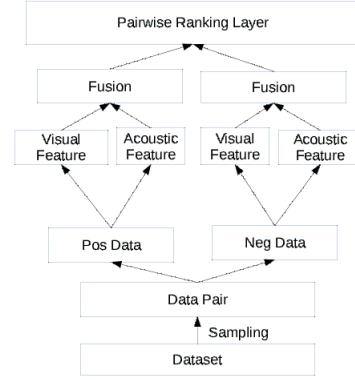 Pairwise Ranking Layer
Fusion
Fusion
Visual
Feature
Acoustic
Feature
Visual
Feature
Acoustic
Feature
Pos Data
Neg Data
Data Pair
Sampling
Dataset